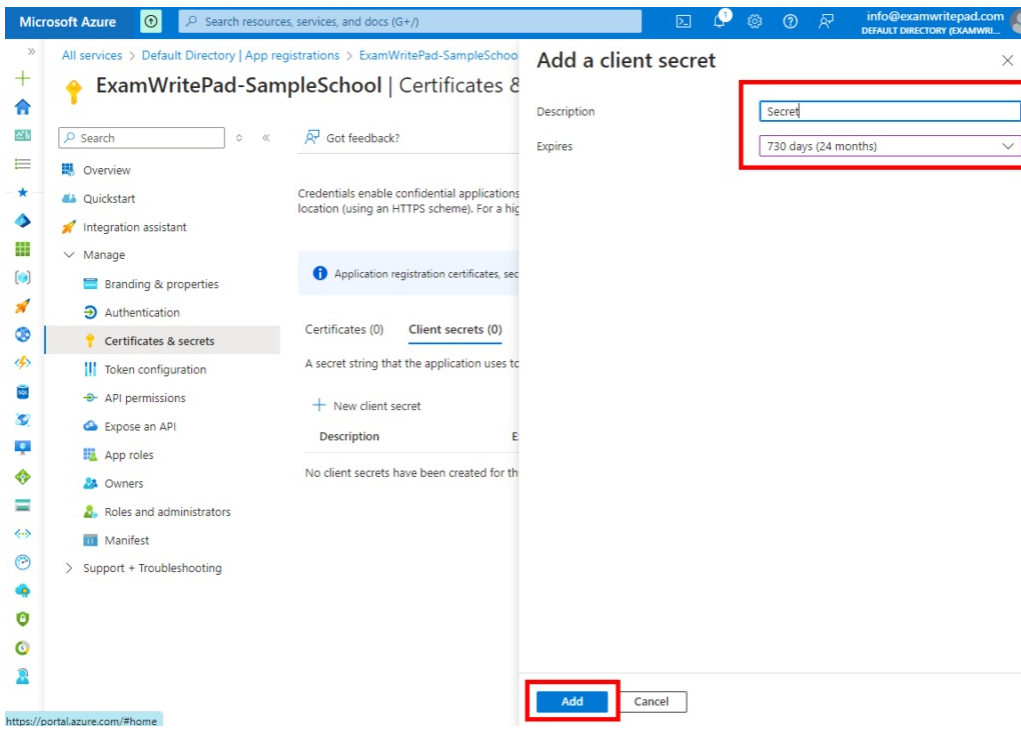 Microsoft Azure
Search resources, services, and docs (G+/)
1
info@examwritepad.com
DEFAULT DIRECTORY (EXAMWRI...
All services > Default Directory | App registrations > ExamWritePad-SampleSchoo
ExamWritePad-SampleSchool | Certificates &
Search
Got feedback?
Overview
Quickstart
Integration assistant
Manage
Branding & properties
Authentication
Certificates & secrets
Token configuration
API permissions
Expose an API
App roles
Owners
Roles and administrators
Manifest
Support + Troubleshooting
Credentials enable confidential applications
location (using an HTTPS scheme). For a hig
Application registration certificates, sec
Certificates (0) Client secrets (0)
A secret string that the application uses to
New client secret
Description E
No client secrets have been created for th
Add a client secret
Description Secret
Expires 730 days (24 months)
Add Cancel
https://portal.azure.com/#home